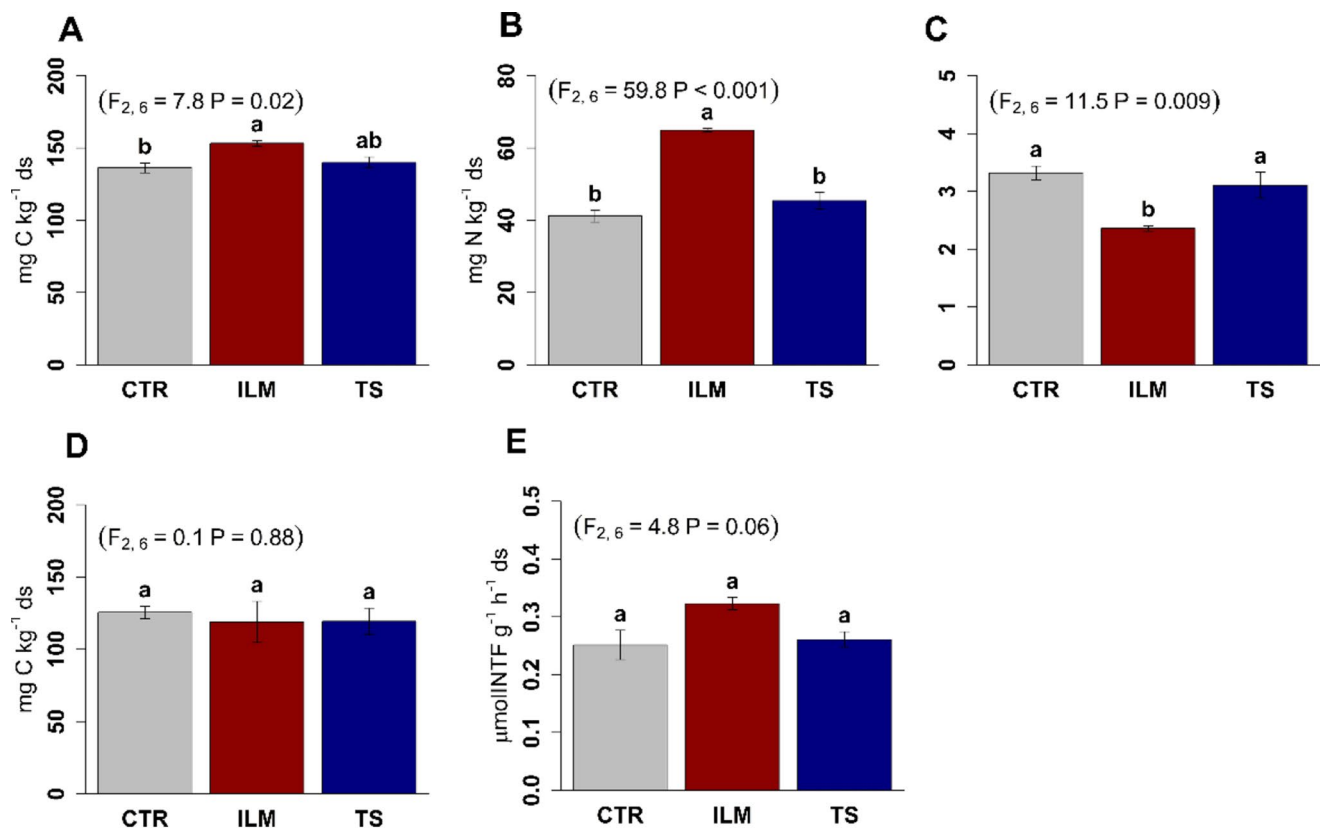 A
mg C kg⁻¹ ds
200
150
100
50
0
(F₂, ₆ = 7.8 P = 0.02)
b
a
ab
CTR ILM TS
B
mg N kg⁻¹ ds
80
60
40
20
0
(F₂, ₆ = 59.8 P < 0.001)
b
a
b
CTR ILM TS
C
5
4
3
2
1
0
(F₂, ₆ = 11.5 P = 0.009)
a
b
a
CTR ILM TS
D
mg C kg⁻¹ ds
200
150
100
50
0
(F₂, ₆ = 0.1 P = 0.88)
a
a
a
CTR ILM TS
E
μmolINTF g⁻¹ h⁻¹ ds
0.5
0.4
0.3
0.2
0.1
0.0
(F₂, ₆ = 4.8 P = 0.06)
a
a
a
CTR ILM TS